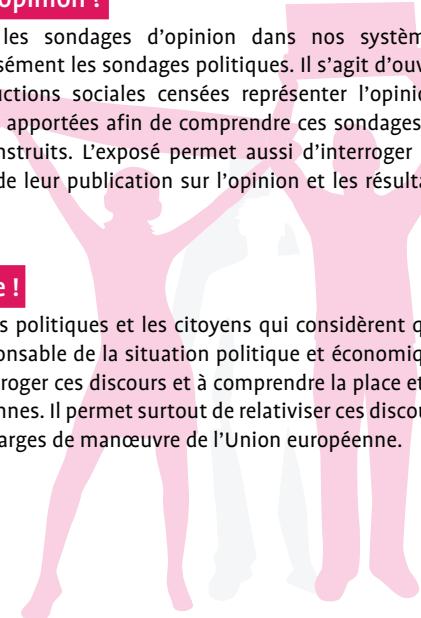 opinion !
les sondages d’opinion dans nos systèm
sément les sondages politiques. Il s’agit d’ouv
uctions sociales censées représenter l’opinio
apportées afin de comprendre ces sondages
nstruits. L’exposé permet aussi d’interroger
de leur publication sur l’opinion et les résulta
e !
s politiques et les citoyens qui considèrent q
onsable de la situation politique et économiq
roger ces discours et à comprendre la place et
nnes. Il permet surtout de relativiser ces discou
arges de manœuvre de l’Union européenne.